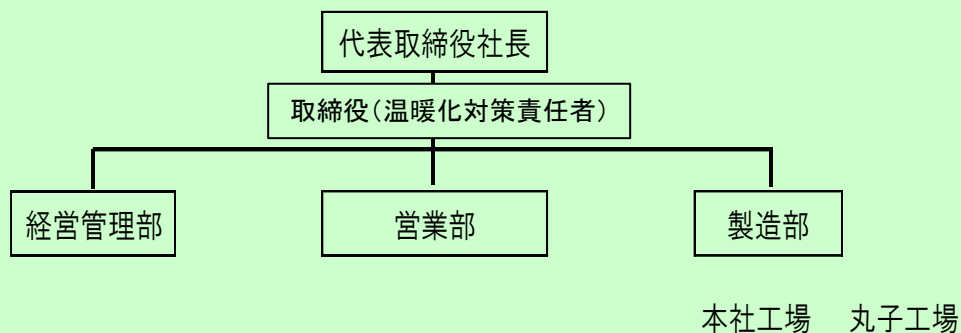 代表取締役社長
取締役（温暖化対策責任者）
経営管理部 営業部 製造部
本社工場 丸子工場